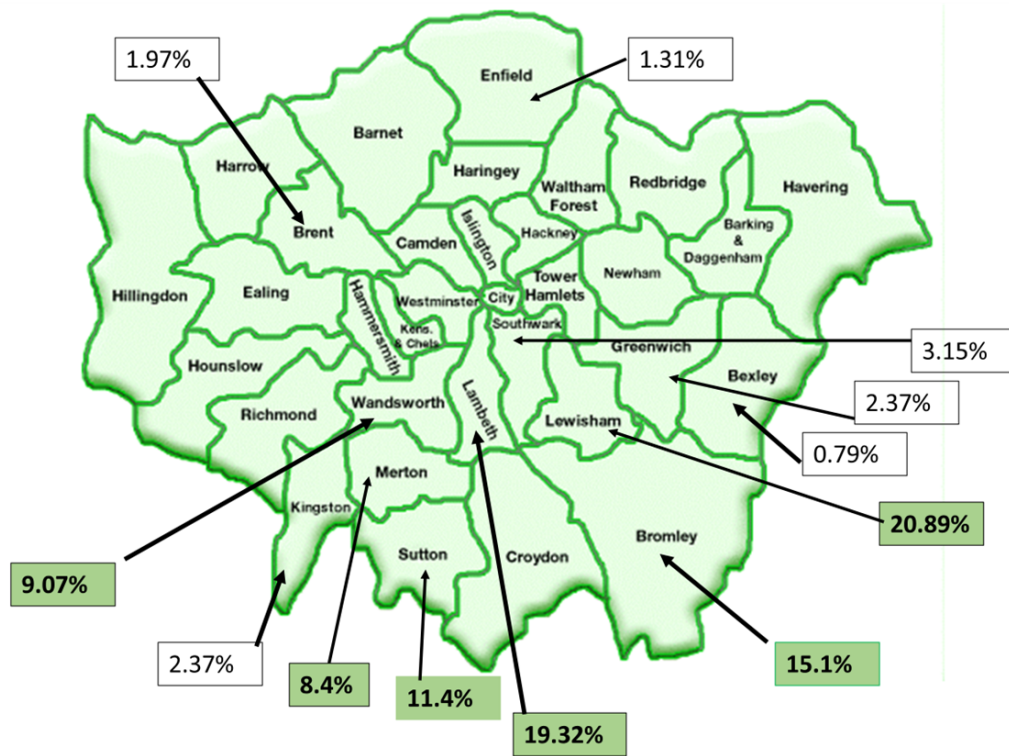 1.97%
Enfield
1.31%
Barnet
Harrow
Haringey
Waltham
Forest
Redbridge
Havering
Brent
Camden
Islington
Hackney
Barking
&
Daggenham
Hillingdon
Ealing
Hammersmith
Westminster
City
Tower
Hamlets
Newham
Kens.
& Chels
Southwark
Greenwich
3.15%
Hounslow
Bexley
Richmond
Wandsworth
Lambeth
Lewisham
2.37%
0.79%
Merton
Kingston
20.89%
Sutton
Croydon
Bromley
9.07%
2.37%
8.4%
11.4%
19.32%
15.1%